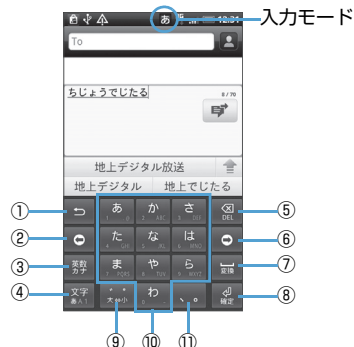 あ 12:31
入力モード
To
ちじょうでじたる
8 / 70
地上デジタル放送
地上デジタル 地上でじたる
① あ か さ DEL ⑤
② た な は ⑥
③ 英数カナ ま や ら 変換 ⑦
④ 文字 あA1 大⇔小 わ 、。 確定 ⑧
⑨ ⑩ ⑪